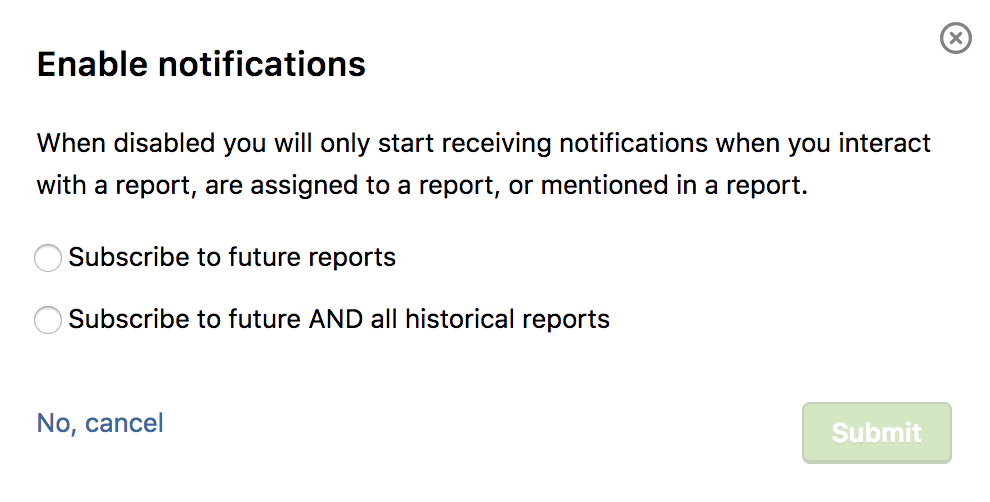 Enable notifications
When disabled you will only start receiving notifications when you interact
with a report, are assigned to a report, or mentioned in a report.
Subscribe to future reports
Subscribe to future AND all historical reports
No, cancel
Submit